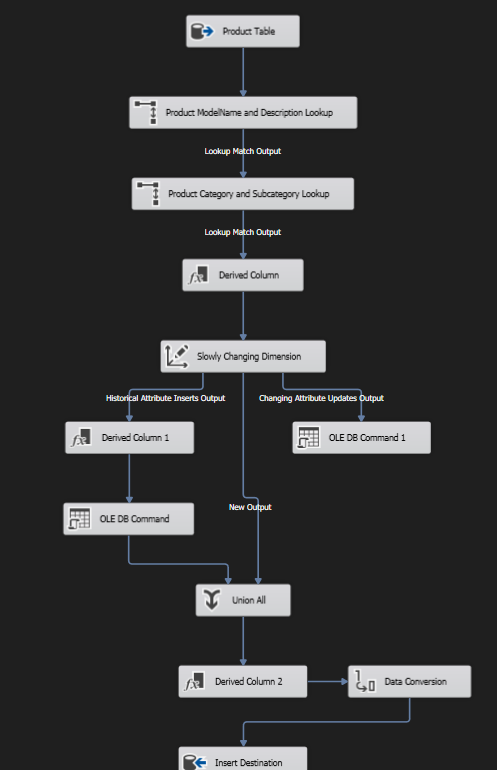 Product Table
Product ModelName and Description Lookup
Lookup Match Output
Product Category and Subcategory Lookup
Lookup Match Output
Derived Column
Slowly Changing Dimension
Historical Attribute Inserts Output
Changing Attribute Updates Output
Derived Column 1
OLE DB Command 1
New Output
OLE DB Command
Union All
Derived Column 2
Data Conversion
Insert Destination